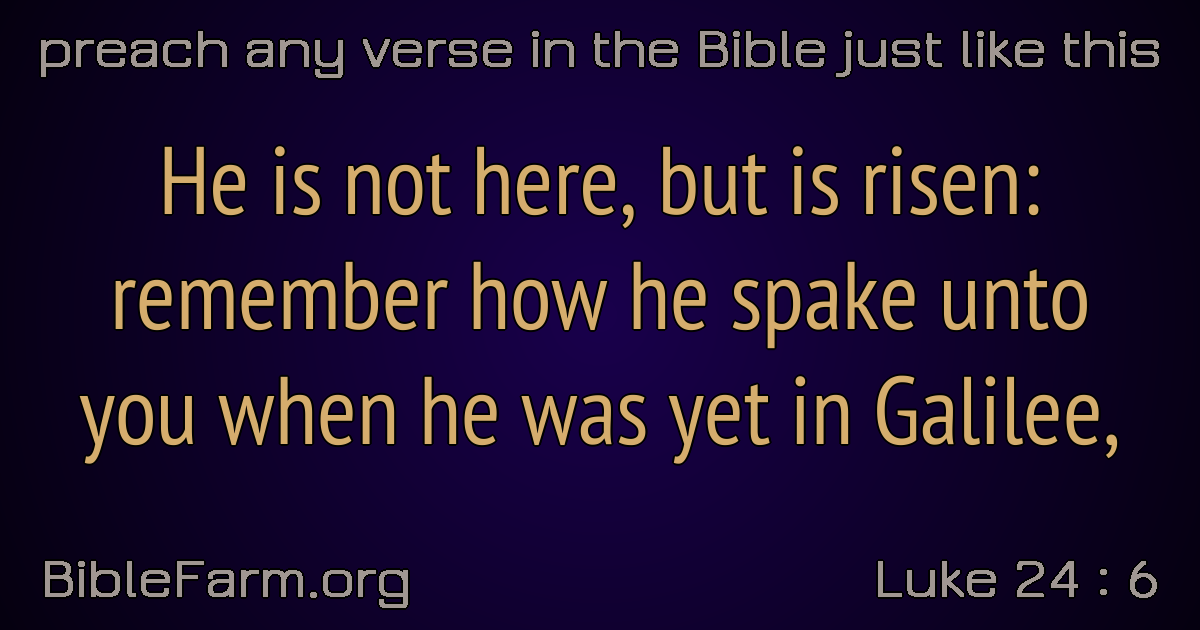 preach any verse in the Bible just like this
He is not here, but is risen:
remember how he spake unto
you when he was yet in Galilee,
BibleFarm.org
Luke 24 : 6